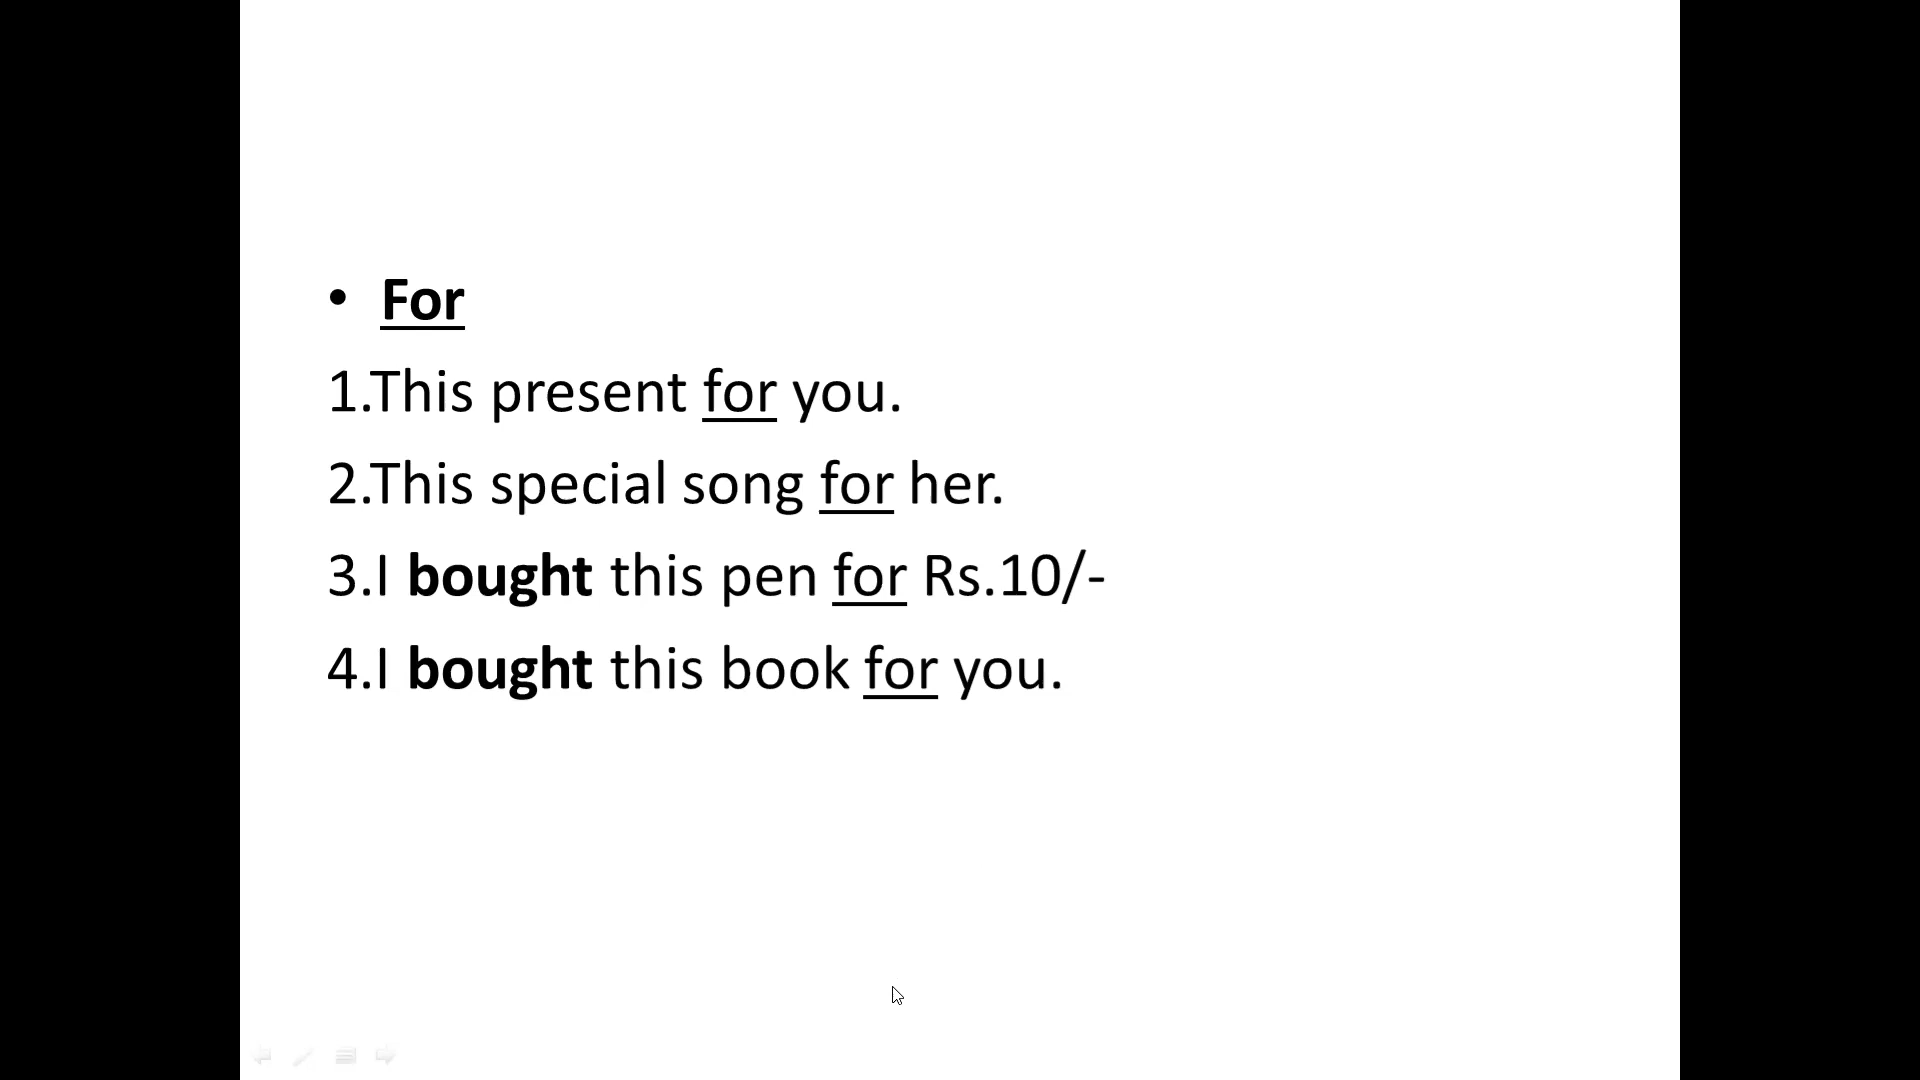 • For
1.This present for you.
2.This special song for her.
3.I bought this pen for Rs.10/-
4.I bought this book for you.